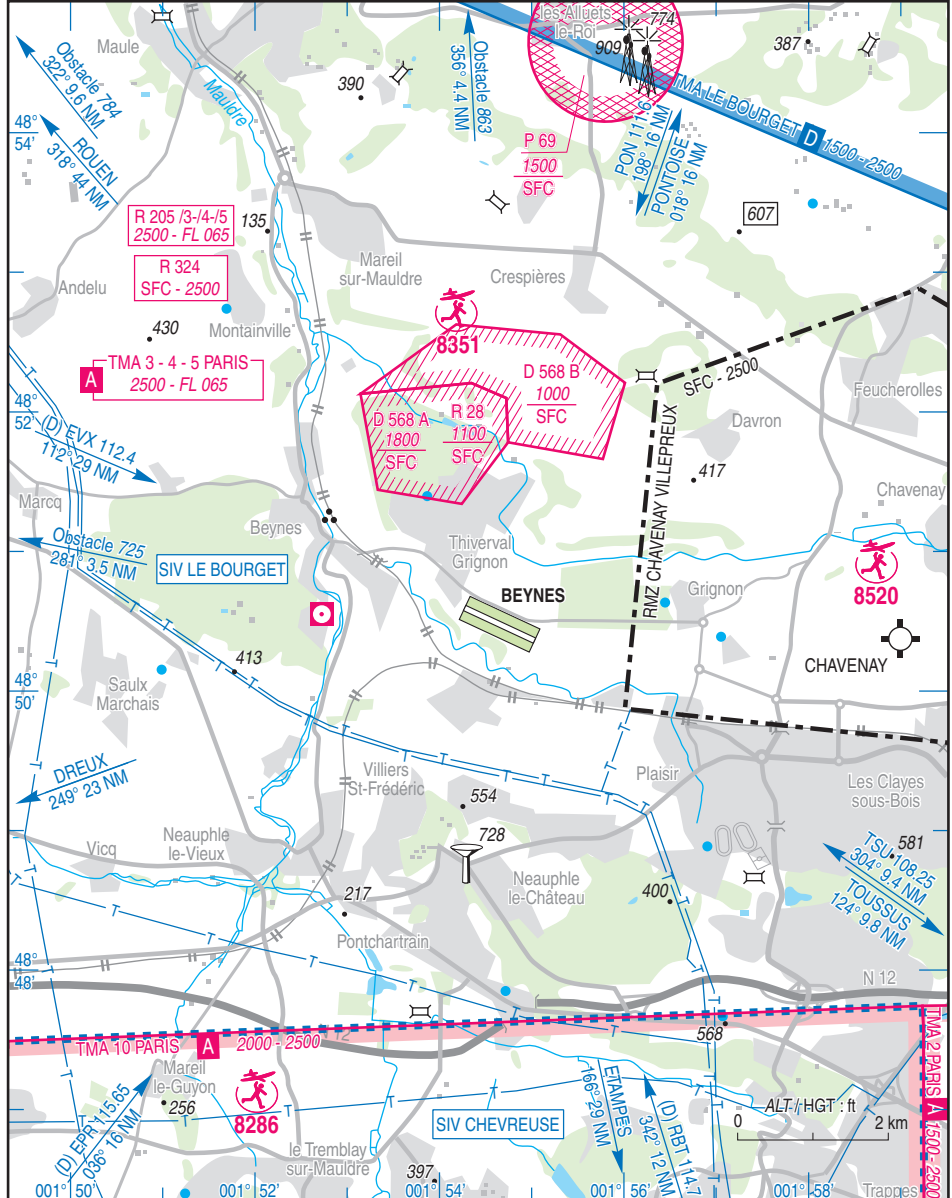 les Alluets
le-Roi
774
909
387
Maule
Mauldre
390
Obstacle 784
322° 9.6 NM
ROUEN
318° 44 NM
Obstacle 863
356° 4.4 NM
48°
54'
TMA LE BOURGET D 1500 - 2500
P 69
1500
SFC
PON 111.6
198° 16 NM
PONTOISE
018° 16 NM
R 205 /3-/4-/5
2500 - FL 065
135
607
R 324
SFC - 2500
Andelu
Mareil
sur-Mauldre
Crespières
430
Montainville
8351
A TMA 3 - 4 - 5 PARIS
2500 - FL 065
D 568 B
1000
SFC
SFC - 2500
Feucherolles
48°
52'
D 568 A
1800
SFC
R 28
1100
SFC
Davron
RMZ CHAVENAY VILLEPREUX
(D) EVX 112.4
112° 29 NM
417
Marcq
Chavenay
Beynes
Obstacle 725
281° 3.5 NM
SIV LE BOURGET
Thiverval
Grignon
BEYNES
Grignon
8520
413
CHAVENAY
48°
50'
Saulx
Marchais
DREUX
249° 23 NM
Villiers
St-Frédéric
Plaisir
Les Clayes
sous-Bois
554
728
Vicq
Neauphle
le-Vieux
581
TSU 108.25
304° 9.4 NM
TOUSSUS
124° 9.8 NM
Neauphle
le-Château
400
217
Pontchartrain
48°
48'
N 12
568
TMA 10 PARIS A 2000 - 2500
12
TMA 2 PARIS A 1500 - 2500
Mareil
le-Guyon
256
8286
(D) EPR 115.65
036° 16 NM
SIV CHEVREUSE
ETAMPES
166° 29 NM
(D) RBT 114.7
342° 12 NM
ALT / HGT : ft
0 2 km
le Tremblay
sur-Mauldre
397
Trappes
001° 50' 001° 52' 001° 54' 001° 56' 001° 58'